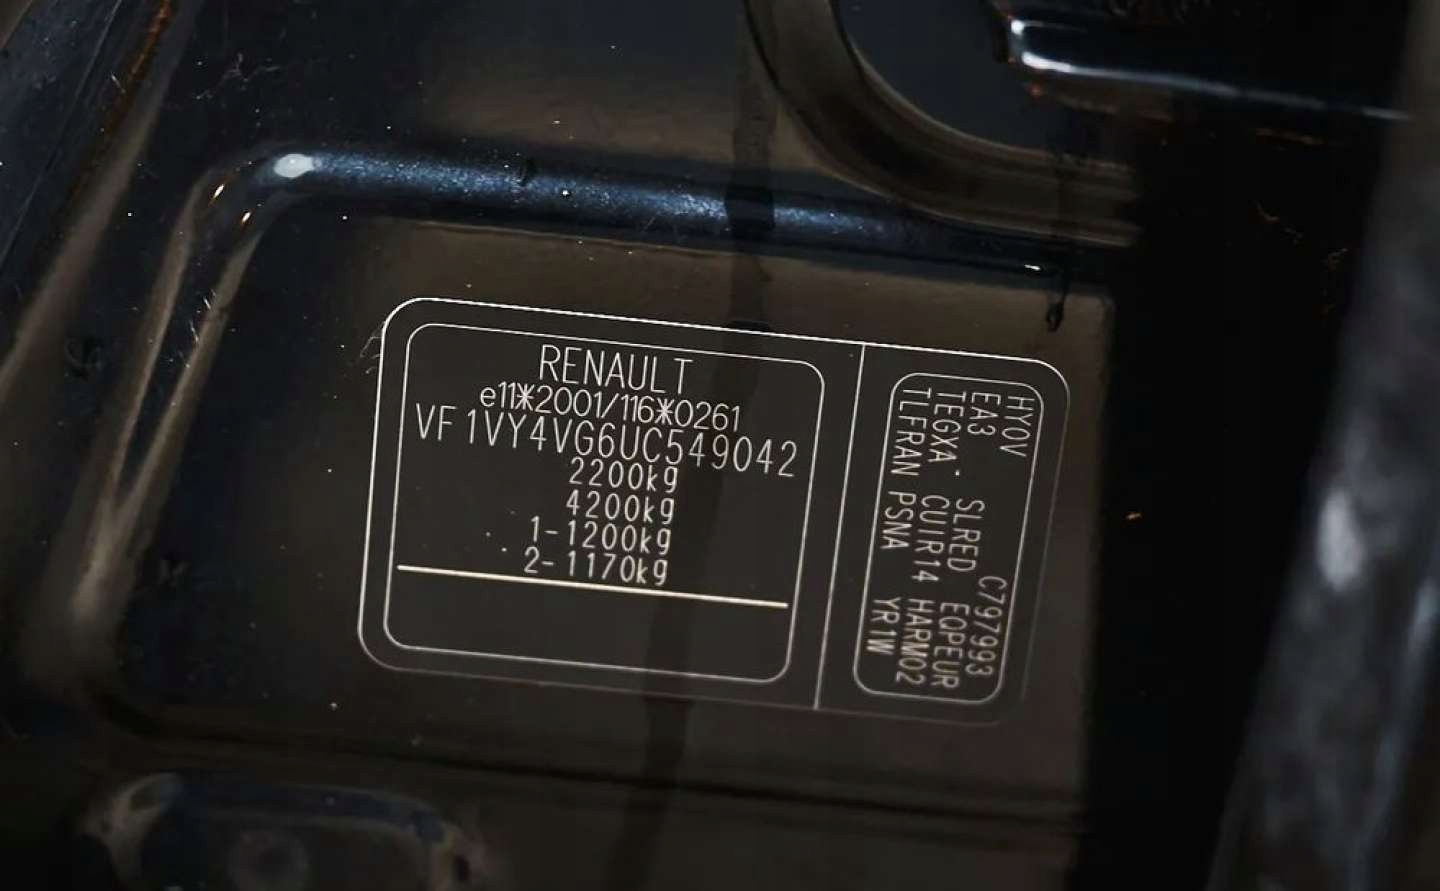 RENAULT
e11*2001/116*0261
VF1VY4VG6UC549042
2200kg
4200kg
1-1200kg
2-1170kg
HYOV C797993
EA3 SLRED EQPEUR
TEGXA· CUIR14 HARM02
TLFRAN PSNA YR1W